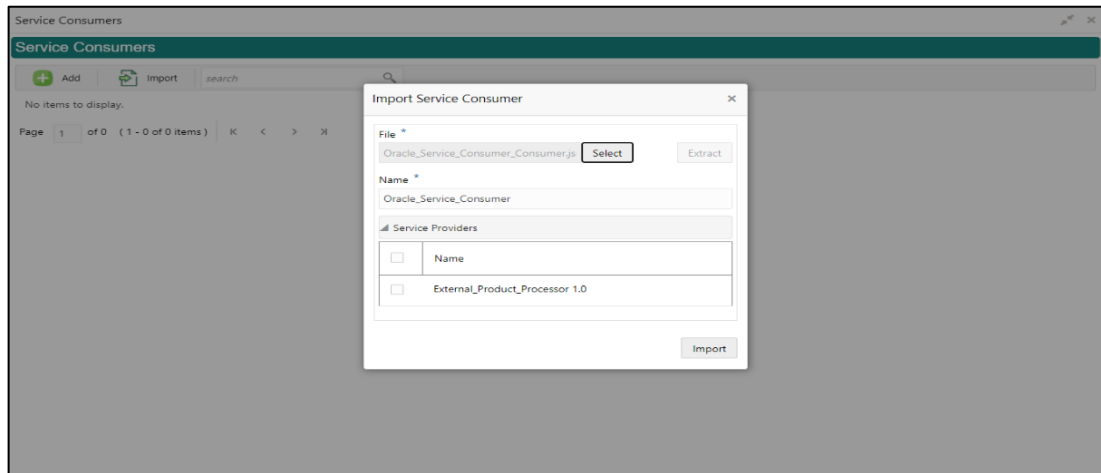 Service Consumers
Service Consumers
Add Import search
No items to display.
Page 1 of 0 (1 - 0 of 0 items) K < > >|
Import Service Consumer
File *
Oracle_Service_Consumer_Consumer.js Select Extract
Name *
Oracle_Service_Consumer
Service Providers
Name
External_Product_Processor 1.0
Import